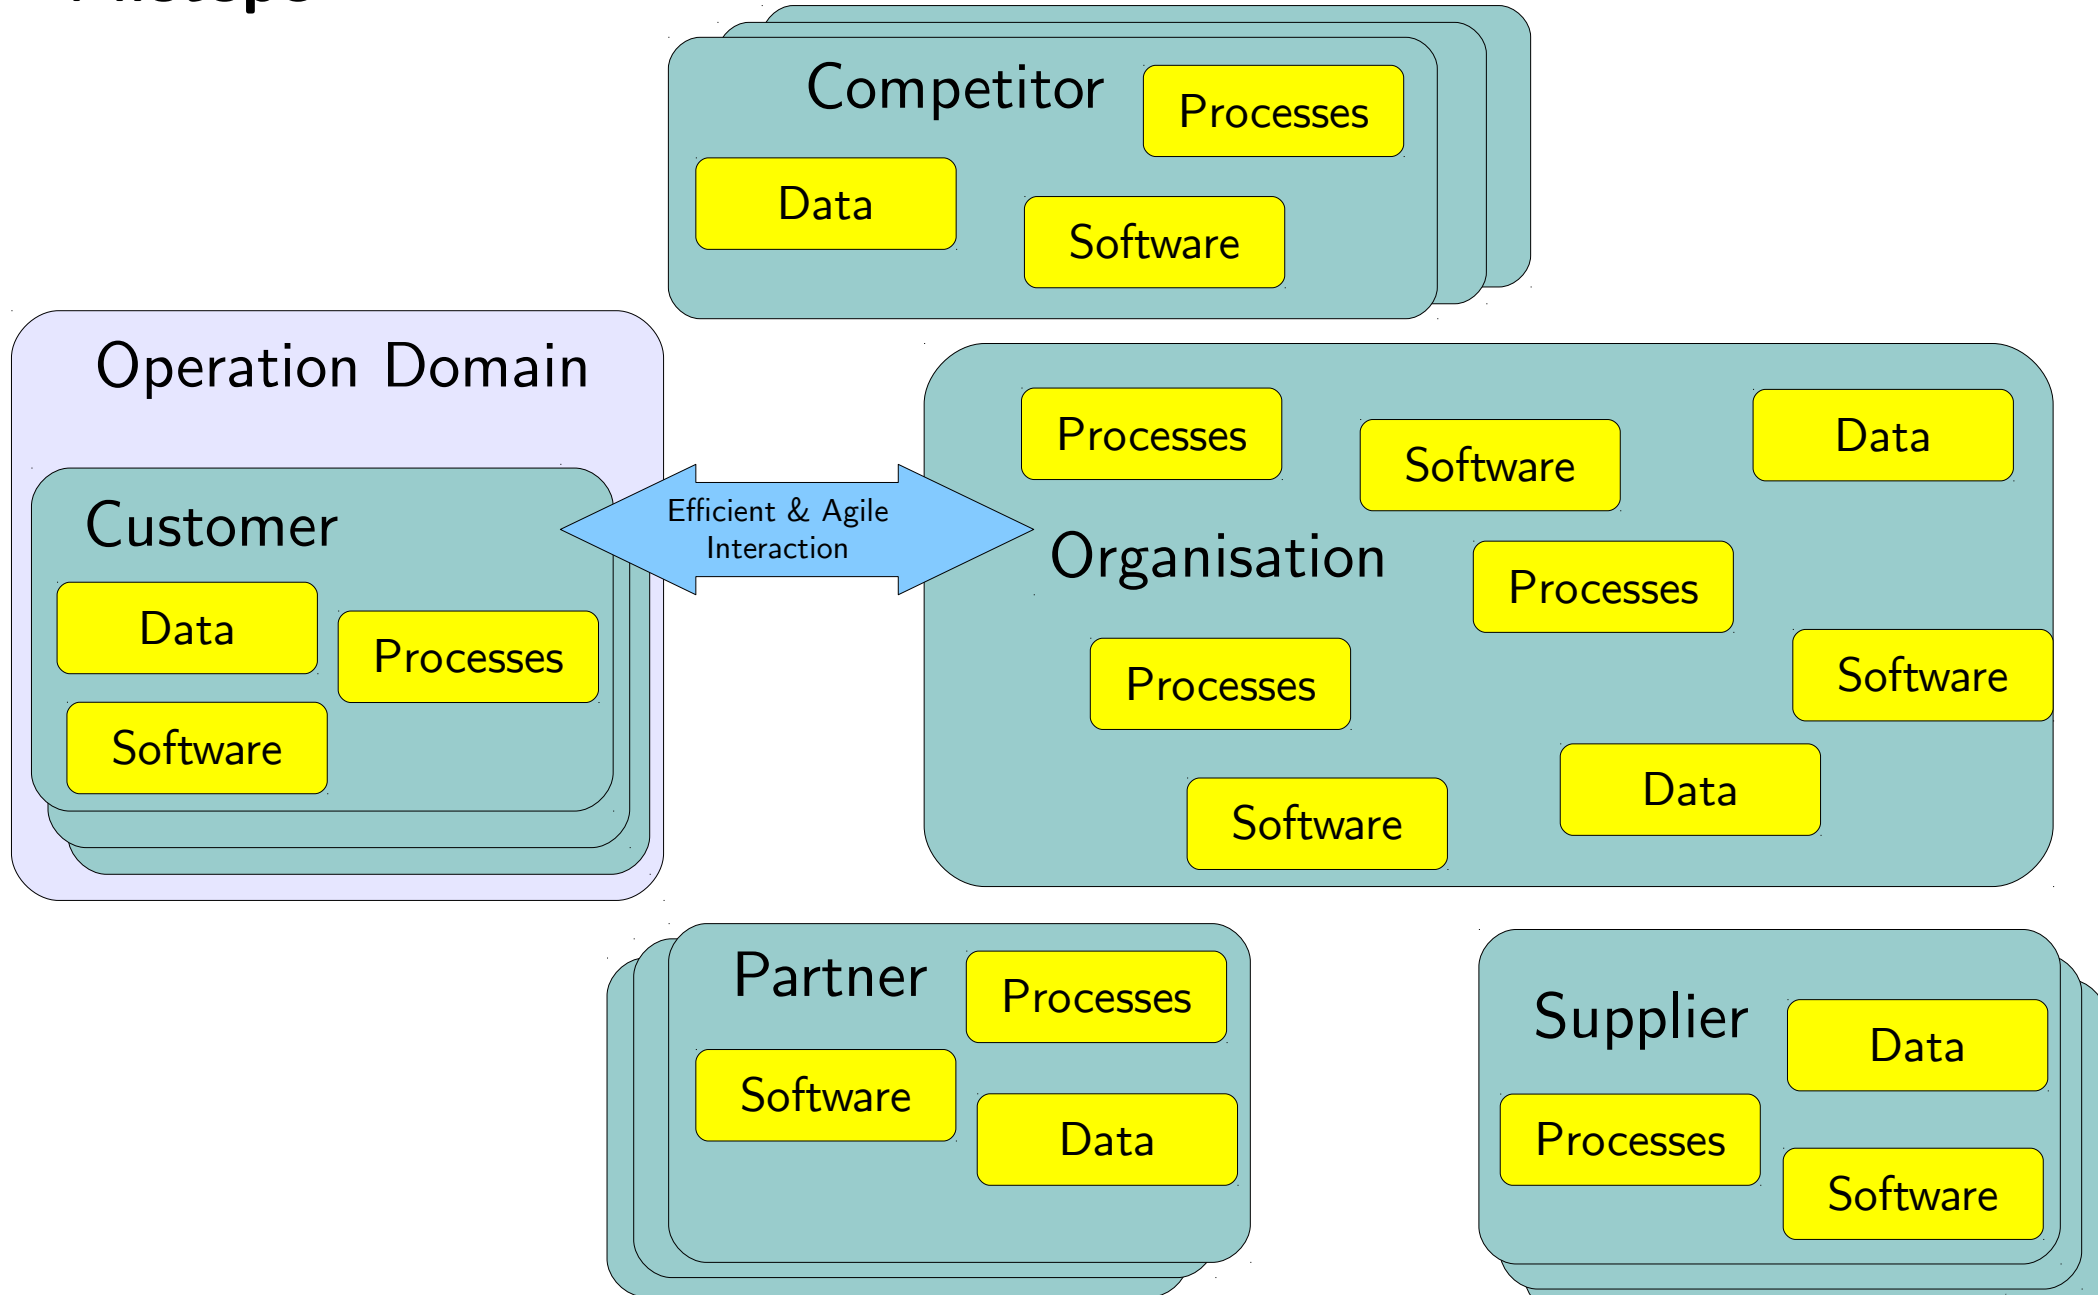 Competitor
Processes
Data
Software
Operation Domain
Customer
Data
Processes
Software
Efficient & Agile
Interaction
Organisation
Processes
Software
Data
Processes
Processes
Software
Data
Software
Partner
Processes
Software
Data
Supplier
Data
Processes
Software